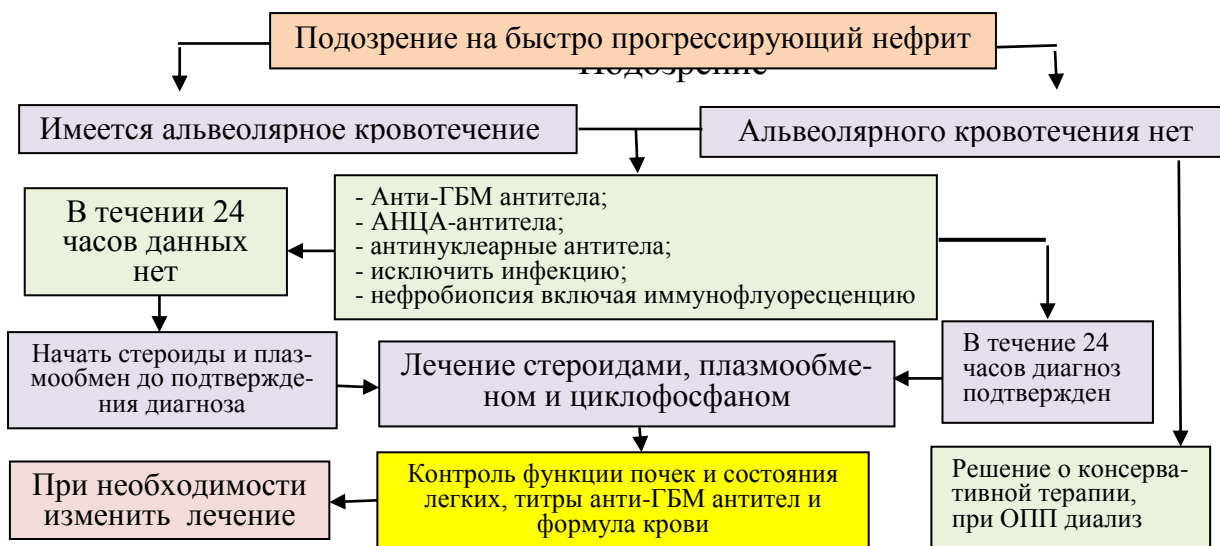 Подозрение на быстро прогрессирующий нефрит
Подозрение
Имеется альвеолярное кровотечение
Альвеолярного кровотечения нет
В течении 24
часов данных
нет
- Анти-ГБМ антитела;
- АНЦА-антитела;
- антинуклеарные антитела;
- исключить инфекцию;
- нефробиопсия включая иммунофлуоресценцию
Начать стероиды и плаз-
мообмен до подтвержде-
ния диагноза
Лечение стероидами, плазмообме-
ном и циклофосфаном
В течение 24
часов диагноз
подтвержден
При необходимости
изменить лечение
Контроль функции почек и состояния
легких, титры анти-ГБМ антител и
формула крови
Решение о консерва-
тивной терапии,
при ОПП диализ